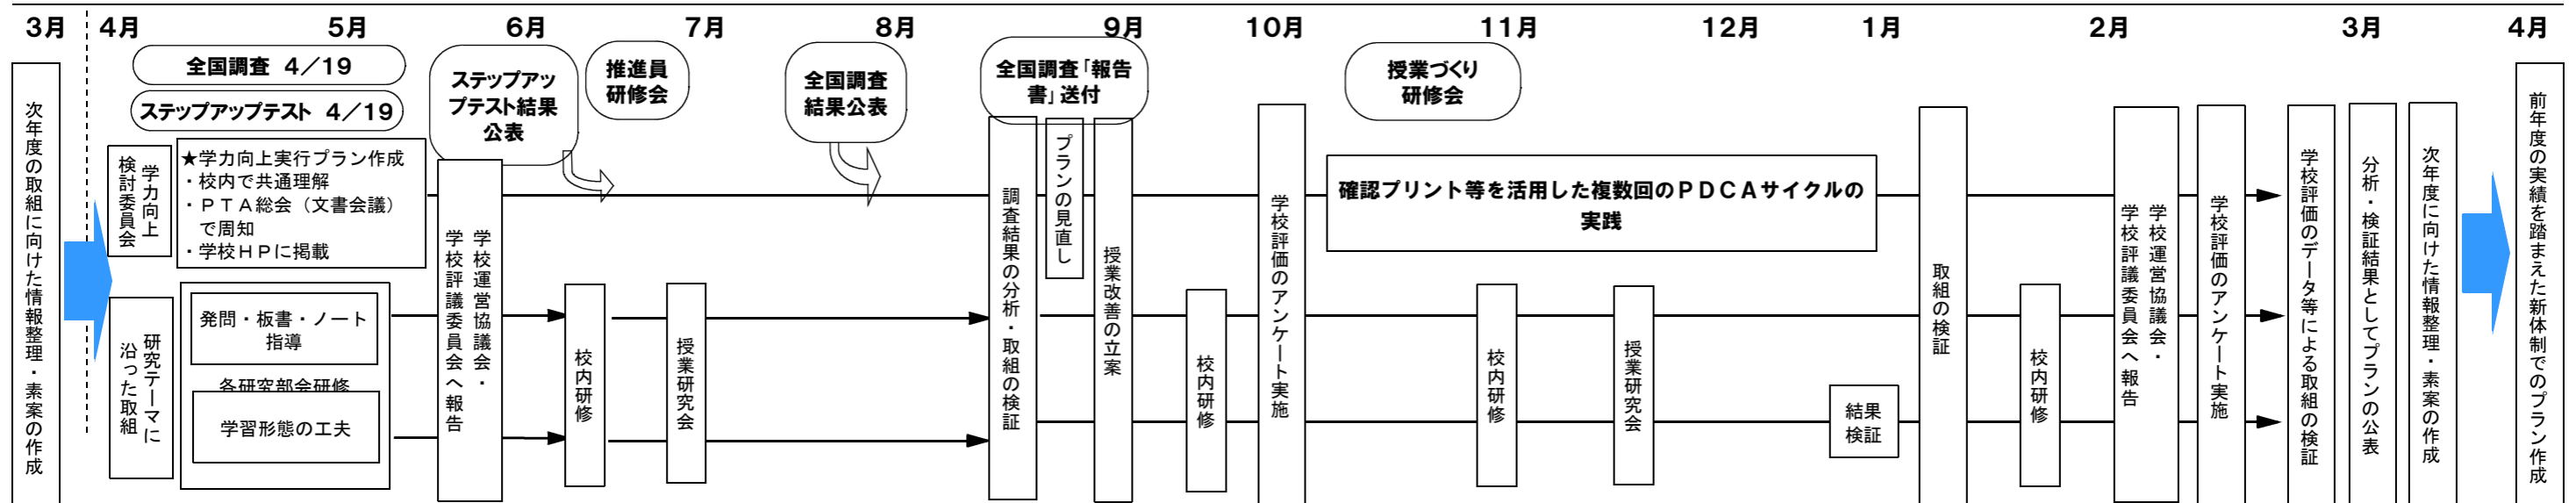 3月
4月
5月
6月
7月
8月
9月
10月
11月
12月
1月
2月
3月
4月
全国調査 4/19
ステップアップテスト 4/19
ステップアッ
プテスト結果
公表
推進員
研修会
全国調査
結果公表
全国調査「報告
書」送付
授業づくり
研修会
次年度の取組に向けた情報整理・素案の作成
学力向上
検討委員会
★学力向上実行プラン作成
・校内で共通理解
・PTA総会(文書会議)
で周知
・学校HPに掲載
研究テーマに
沿った取組
発問・板書・ノート
指導
各研究部会研修
学習形態の工夫
学校運営協議会・
学校評議委員会へ報告
校内研修
授業研究会
調査結果の分析・取組の検証
プランの見直し
授業改善の立案
校内研修
学校評価のアンケート実施
確認プリント等を活用した複数回のPDCAサイクルの
実践
校内研修
授業研究会
結果
検証
取組の検証
校内研修
学校運営協議会・
学校評議委員会へ報告
学校評価のアンケート実施
学校評価のデータ等による取組の検証
分析・検証結果としてプランの公表
次年度に向けた情報整理・素案の作成
前年度の実績を踏まえた新体制でのプラン作成